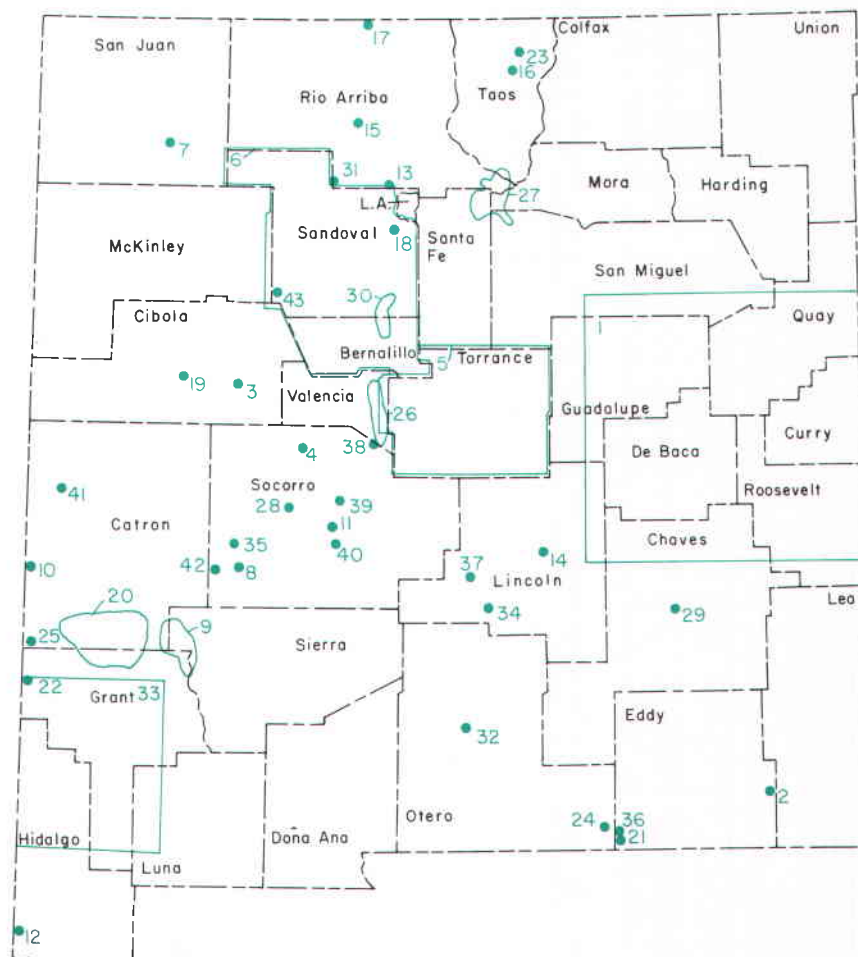 17
Colfax
Union
San Juan
23
16
Rio Arriba
Taos
15
7
6
31
13
Mora
Harding
27
L.A.
McKinley
Sandoval
18
Santa
Fe
San Miguel
43
30
Cibola
1
Quay
Bernalillo
5
Torrance
19
3
Valencia
26
Guadalupe
Curry
4
38
De Baca
41
Socorro
39
Roosevelt
28
Catron
11
Chaves
35
40
14
10
42
8
37
Lincoln
20
34
29
Lea
9
25
Sierra
22
Grant
33
Eddy
32
2
Otero
24
36
Hidalgo
Doña Ana
21
Luna
12